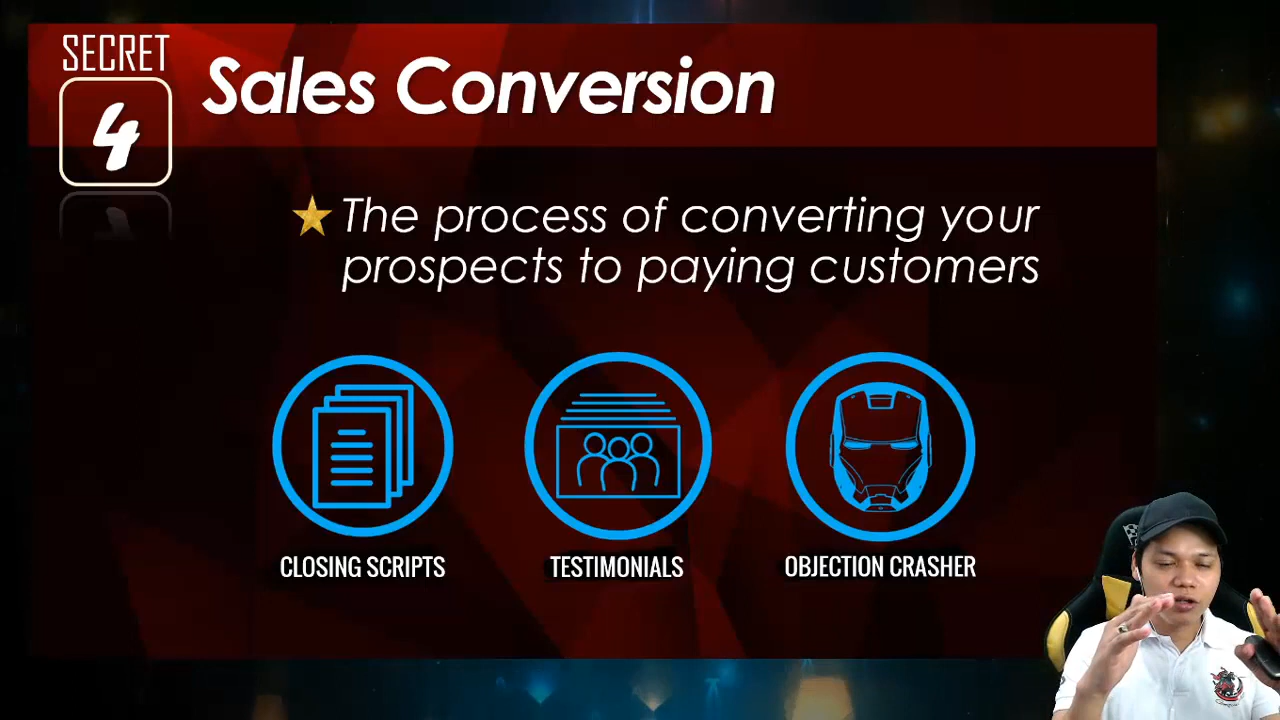 SECRET
4
Sales Conversion
The process of converting your
prospects to paying customers
CLOSING SCRIPTS
TESTIMONIALS
OBJECTION CRASHER